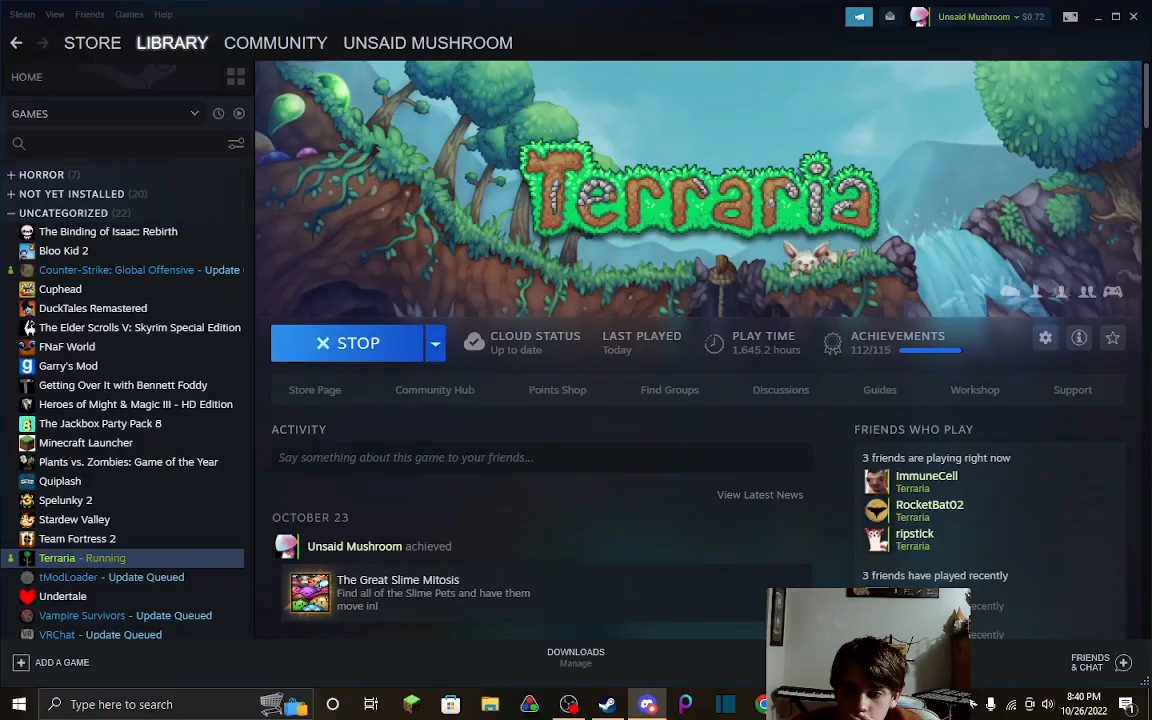 Steam View Friends Games Help
Unsaid Mushroom $0.72
STORE LIBRARY COMMUNITY UNSAID MUSHROOM
HOME
GAMES
HORROR (7)
NOT YET INSTALLED (20)
UNCATEGORIZED (22)
The Binding of Isaac: Rebirth
Bloo Kid 2
Counter-Strike: Global Offensive - Update
Cuphead
DuckTales Remastered
The Elder Scrolls V: Skyrim Special Edition
FNaF World
Garry's Mod
Getting Over It with Bennett Foddy
Heroes of Might & Magic III - HD Edition
The Jackbox Party Pack 8
Minecraft Launcher
Plants vs. Zombies: Game of the Year
Quiplash
Spelunky 2
Stardew Valley
Team Fortress 2
Terraria - Running
tModLoader - Update Queued
Undertale
Vampire Survivors - Update Queued
VRChat - Update Queued
ADD A GAME
Terraria
STOP
CLOUD STATUS
Up to date
LAST PLAYED
Today
PLAY TIME
1,645.2 hours
ACHIEVEMENTS
112/115
Store Page Community Hub Points Shop Find Groups Discussions Guides Workshop Support
ACTIVITY
Say something about this game to your friends...
View Latest News
OCTOBER 23
Unsaid Mushroom achieved
The Great Slime Mitosis
Find all of the Slime Pets and have them
move in!
FRIENDS WHO PLAY
3 friends are playing right now
ImmuneCell
Terraria
RocketBat02
Terraria
ripstick
Terraria
3 friends have played recently
recently
recently
DOWNLOADS
Manage
FRIENDS
& CHAT
Type here to search
8:40 PM
10/26/2022